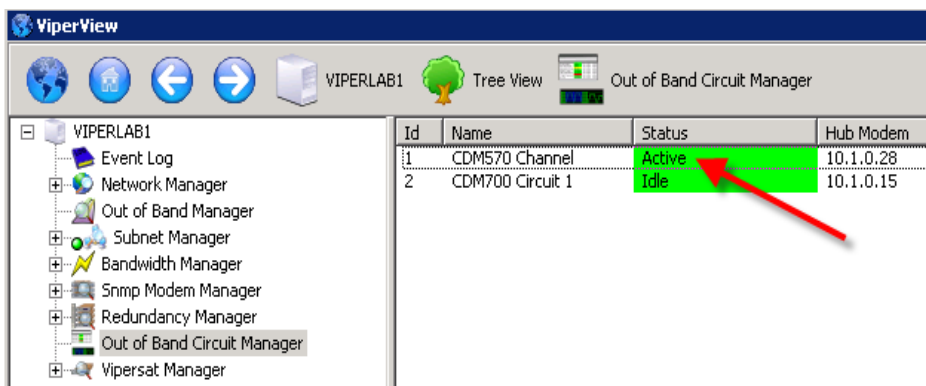 ViperView
VIPERLAB1 Tree View Out of Band Circuit Manager
VIPERLAB1
Event Log
Network Manager
Out of Band Manager
Subnet Manager
Bandwidth Manager
Snmp Modem Manager
Redundancy Manager
Out of Band Circuit Manager
Vipersat Manager
Id Name Status Hub Modem
1 CDM570 Channel Active 10.1.0.28
2 CDM700 Circuit 1 Idle 10.1.0.15